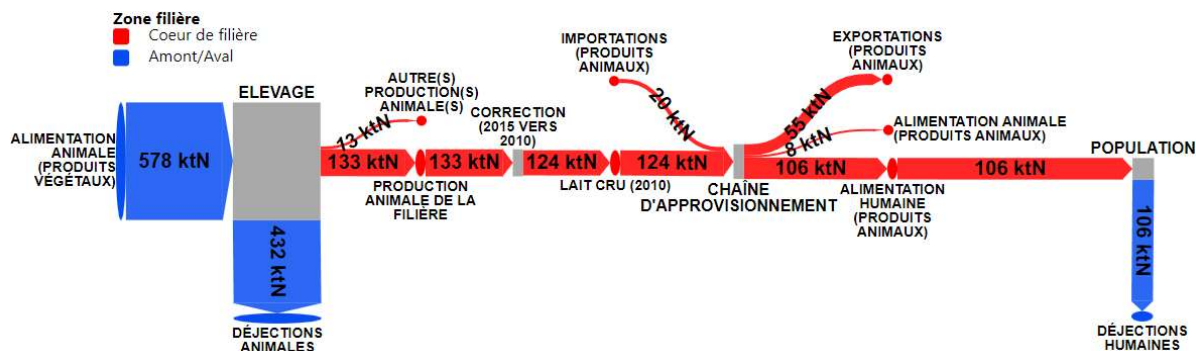 Zone filière
Coeur de filière
Amont/Aval
ALIMENTATION
ANIMALE
(PRODUITS
VÉGÉTAUX)
578 ktN
ELEVAGE
432 ktN
DÉJECTIONS
ANIMALES
13 ktN
AUTRE(S)
PRODUCTION(S)
ANIMALE(S)
133 ktN
PRODUCTION
ANIMALE DE LA
FILIÈRE
133 ktN
CORRECTION
(2015 VERS
2010)
124 ktN
LAIT CRU (2010)
124 ktN
IMPORTATIONS
(PRODUITS
ANIMAUX)
20 ktN
CHAÎNE
D'APPROVISIONNEMENT
55 ktN
EXPORTATIONS
(PRODUITS
ANIMAUX)
8 ktN
ALIMENTATION ANIMALE
(PRODUITS ANIMAUX)
106 ktN
ALIMENTATION
HUMAINE
(PRODUITS
ANIMAUX)
106 ktN
POPULATION
106 ktN
DÉJECTIONS
HUMAINES